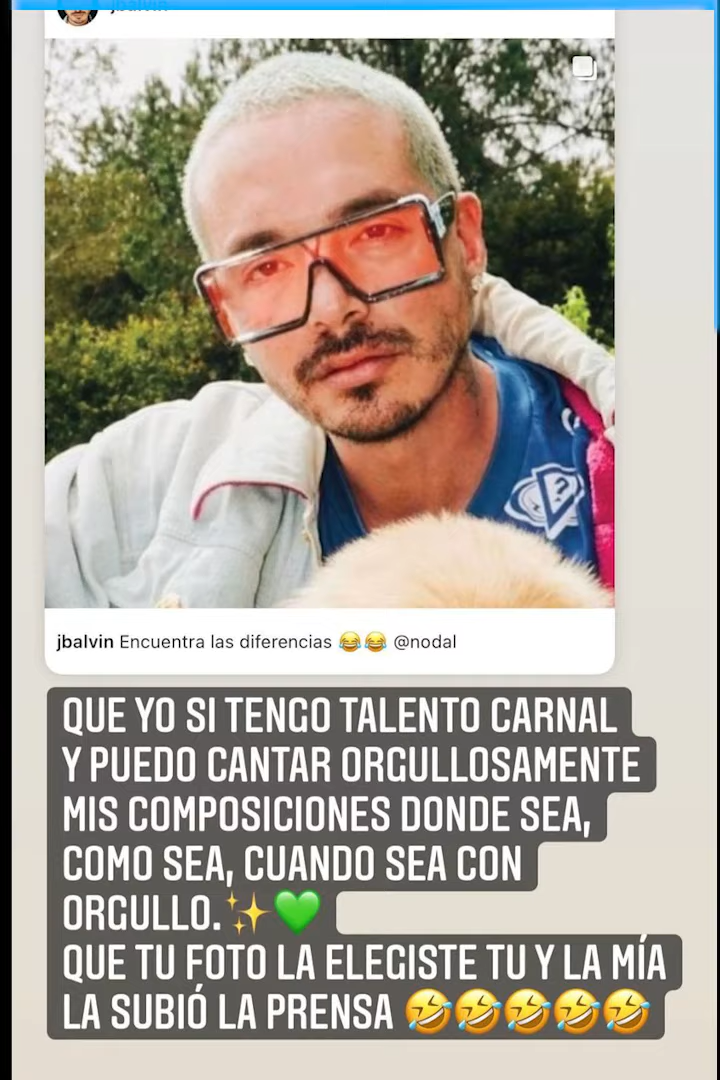 jbalvin
jbalvin Encuentra las diferencias 😂😂 @nodal
QUE YO SI TENGO TALENTO CARNAL
Y PUEDO CANTAR ORGULLOSAMENTE
MIS COMPOSICIONES DONDE SEA,
COMO SEA, CUANDO SEA CON
ORGULLO.✨💚
QUE TU FOTO LA ELEGISTE TU Y LA MÍA
LA SUBIÓ LA PRENSA 🤣🤣🤣🤣🤣